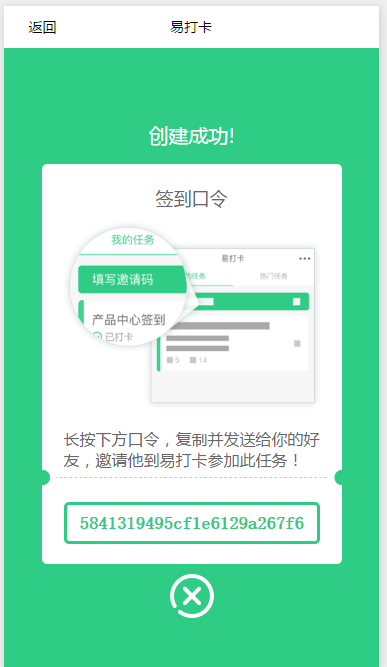 返回
易打卡
创建成功!
签到口令
我的任务
填写邀请码
产品中心签到
已打卡
易打卡
热门任务
5
14
长按下方口令，复制并发送给你的好
友，邀请他到易打卡参加此任务！
5841319495cf1e6129a267f6